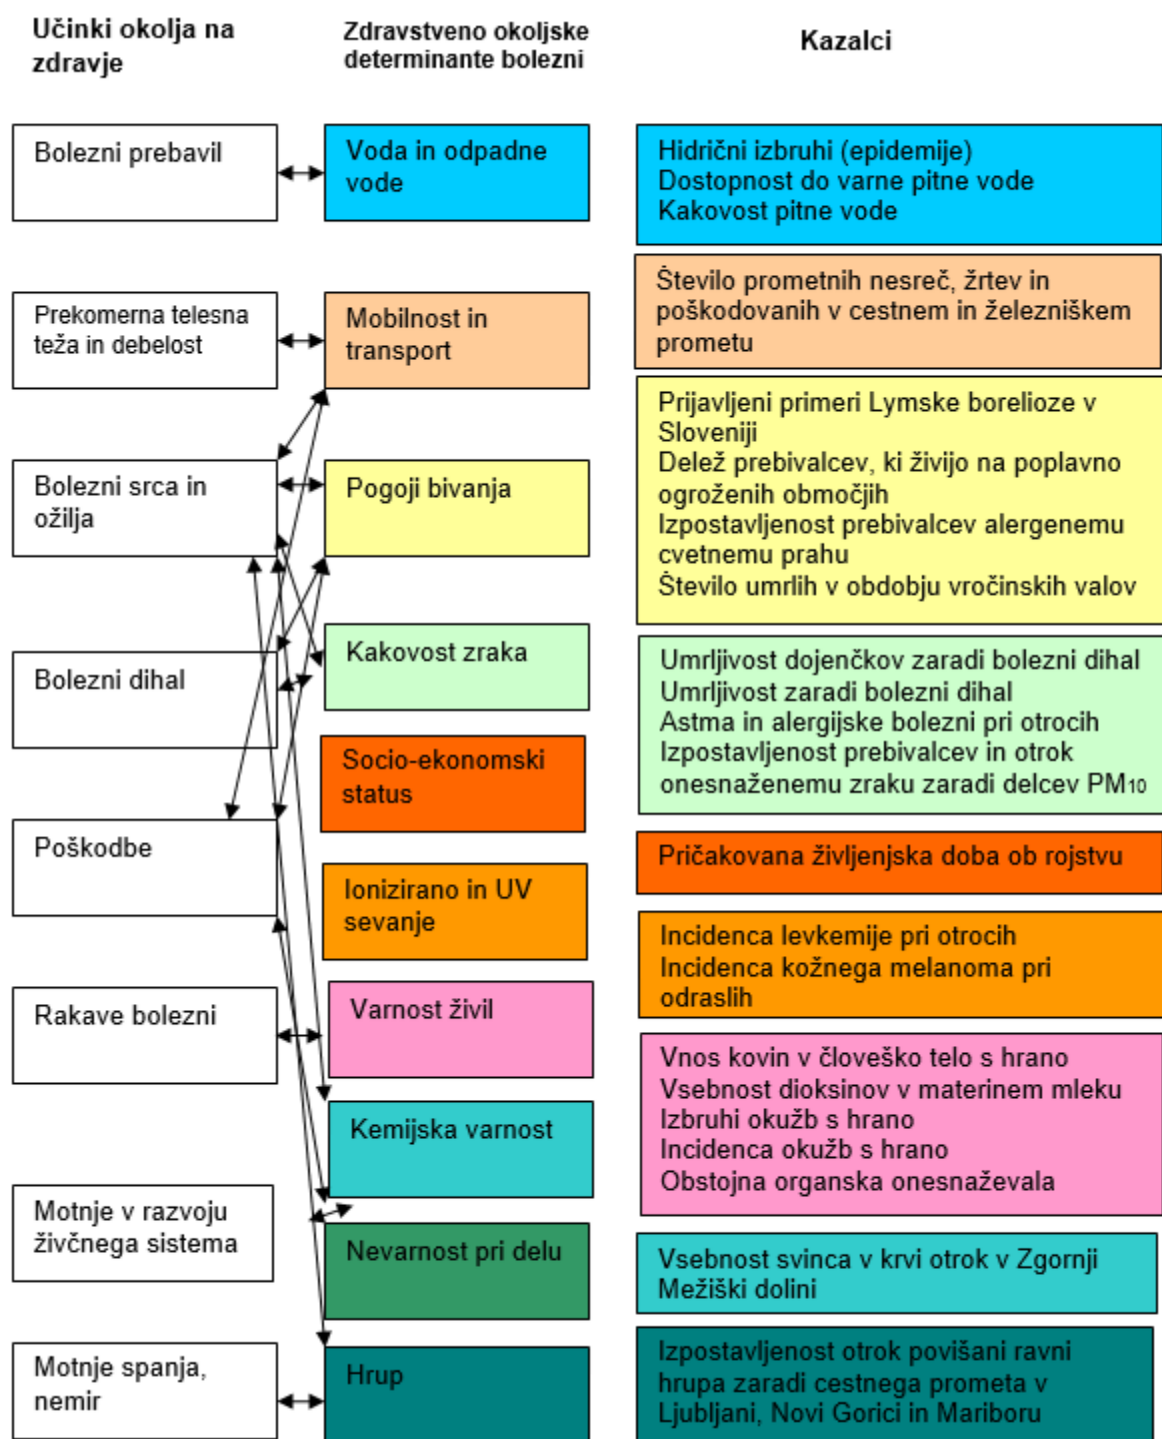 Učinki okolja na
zdravje
Zdravstveno okoljske
determinante bolezni
Kazalci
Bolezni prebavil
Voda in odpadne
vode
Hidrični izbruhi (epidemije)
Dostopnost do varne pitne vode
Kakovost pitne vode
Prekomerna telesna
teža in debelost
Mobilnost in
transport
Število prometnih nesreč, žrtev in
poškodovanih v cestnem in železniškem
prometu
Bolezni srca in
ožilja
Pogoji bivanja
Prijavljeni primeri Lymske borelioze v
Sloveniji
Delež prebivalcev, ki živijo na poplavno
ogroženih območjih
Izpostavljenost prebivalcev alergenemu
cvetnemu prahu
Število umrlih v obdobju vročinskih valov
Bolezni dihal
Kakovost zraka
Umrljivost dojenčkov zaradi bolezni dihal
Umrljivost zaradi bolezni dihal
Astma in alergijske bolezni pri otrocih
Izpostavljenost prebivalcev in otrok
onesnaženemu zraku zaradi delcev PM10
Socio-ekonomski
status
Pričakovana življenjska doba ob rojstvu
Poškodbe
Ionizirano in UV
sevanje
Incidenca levkemije pri otrocih
Incidenca kožnega melanoma pri
odraslih
Rakave bolezni
Varnost živil
Vnos kovin v človeško telo s hrano
Vsebnost dioksinov v materinem mleku
Izbruhi okužb s hrano
Incidenca okužb s hrano
Obstojna organska onesnaževala
Kemijska varnost
Motnje v razvoju
živčnega sistema
Nevarnost pri delu
Vsebnost svinca v krvi otrok v Zgornji
Mežiški dolini
Motnje spanja,
nemir
Hrup
Izpostavljenost otrok povišani ravni
hrupa zaradi cestnega prometa v
Ljubljani, Novi Gorici in Mariboru